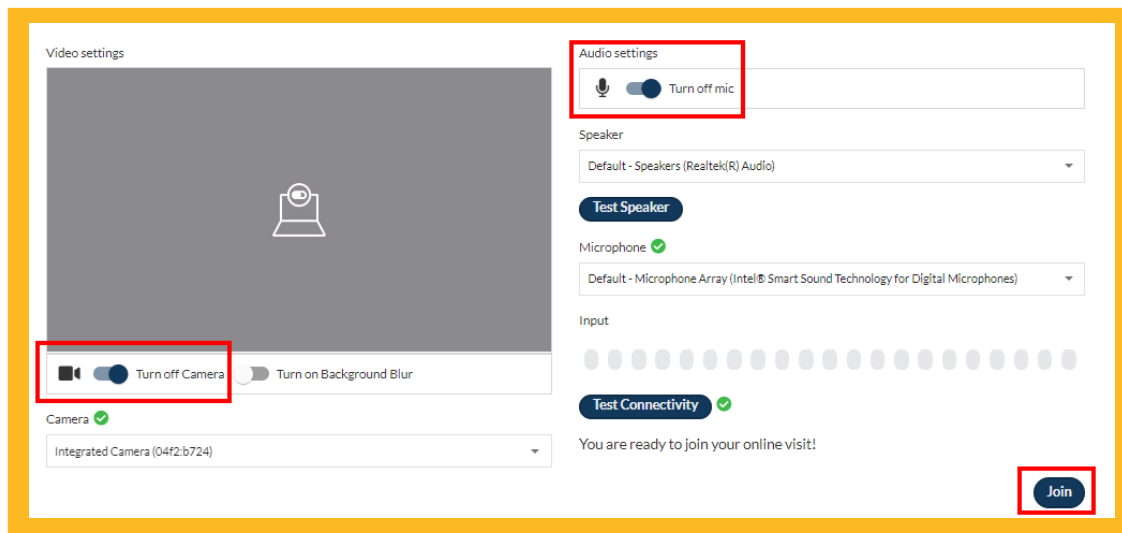 Video settings
Turn off Camera
Turn on Background Blur
Camera
Integrated Camera (04f2:b724)
Audio settings
Turn off mic
Speaker
Default - Speakers (Realtek(R) Audio)
Test Speaker
Microphone
Default - Microphone Array (Intel® Smart Sound Technology for Digital Microphones)
Input
Test Connectivity
You are ready to join your online visit!
Join